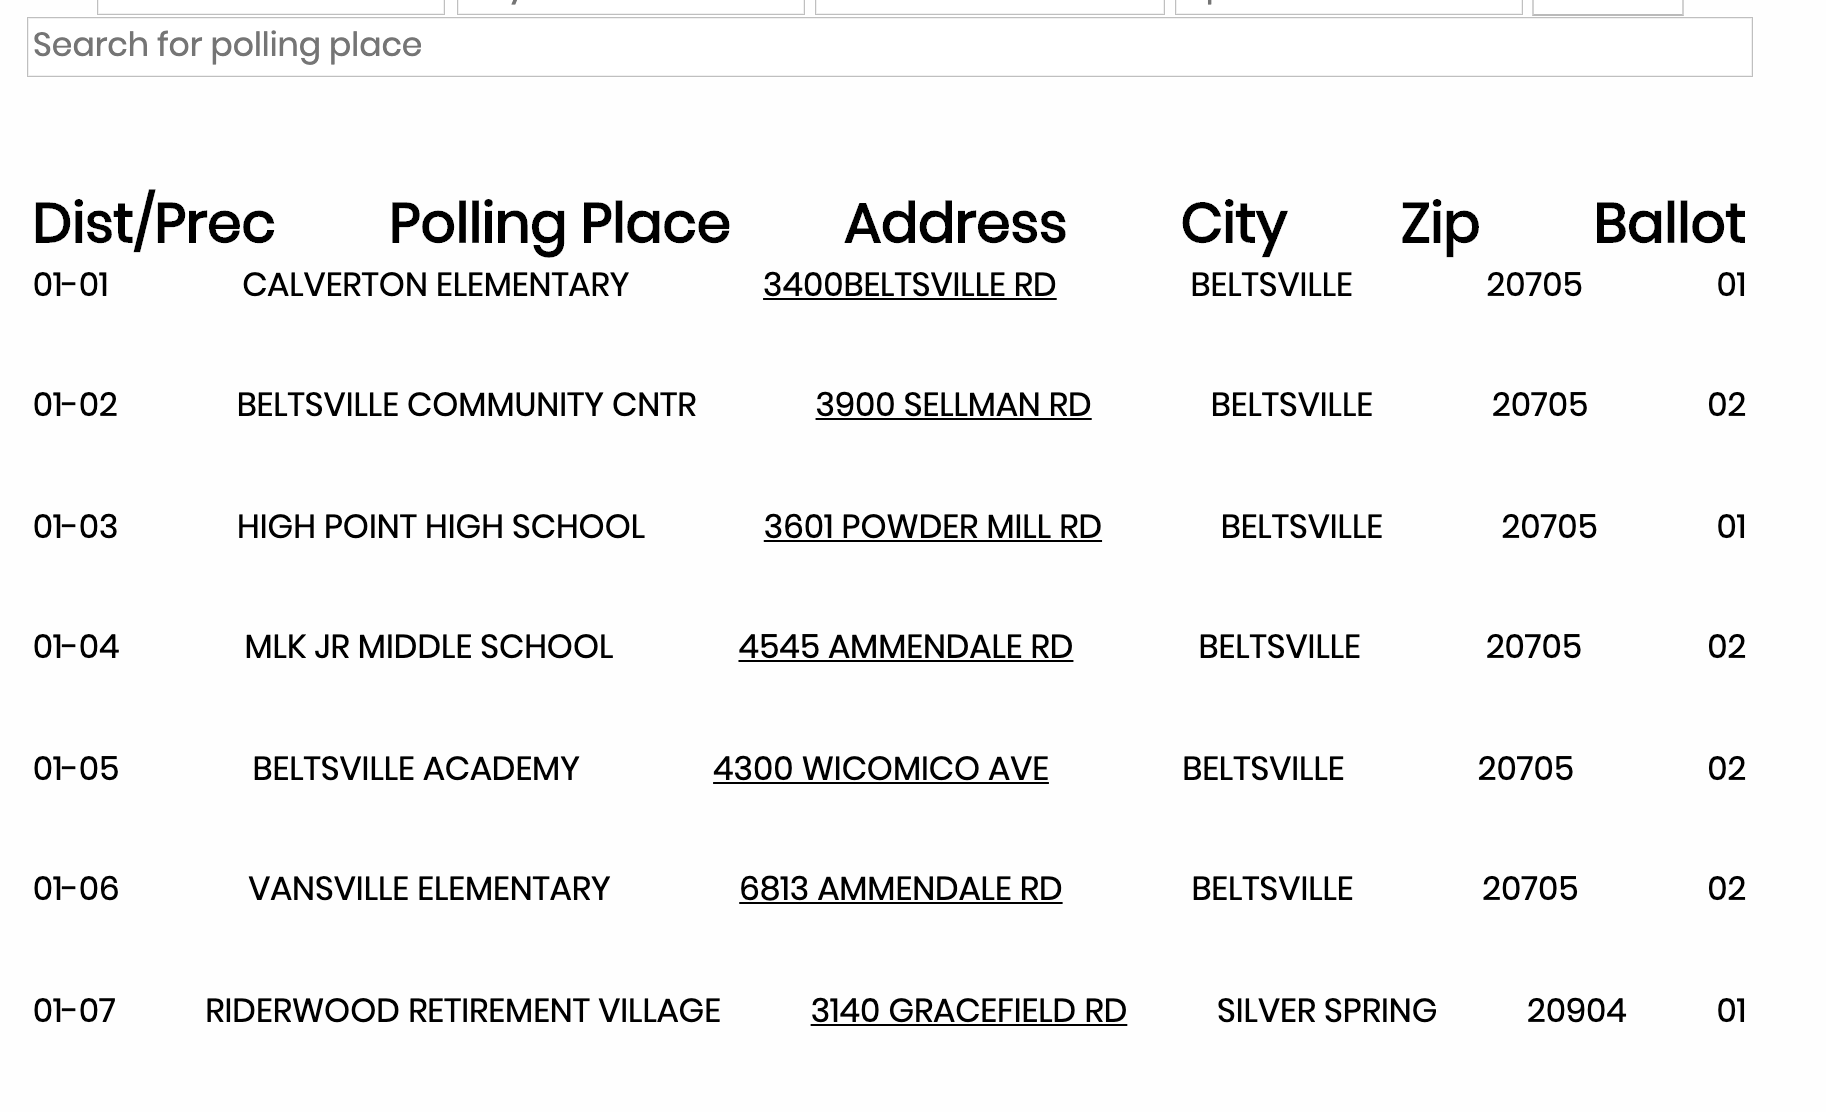 Search for polling place
Dist/Prec Polling Place Address City Zip Ballot
01-01 CALVERTON ELEMENTARY 3400BELTSVILLE RD BELTSVILLE 20705 01
01-02 BELTSVILLE COMMUNITY CNTR 3900 SELLMAN RD BELTSVILLE 20705 02
01-03 HIGH POINT HIGH SCHOOL 3601 POWDER MILL RD BELTSVILLE 20705 01
01-04 MLK JR MIDDLE SCHOOL 4545 AMMENDALE RD BELTSVILLE 20705 02
01-05 BELTSVILLE ACADEMY 4300 WICOMICO AVE BELTSVILLE 20705 02
01-06 VANSVILLE ELEMENTARY 6813 AMMENDALE RD BELTSVILLE 20705 02
01-07 RIDERWOOD RETIREMENT VILLAGE 3140 GRACEFIELD RD SILVER SPRING 20904 01